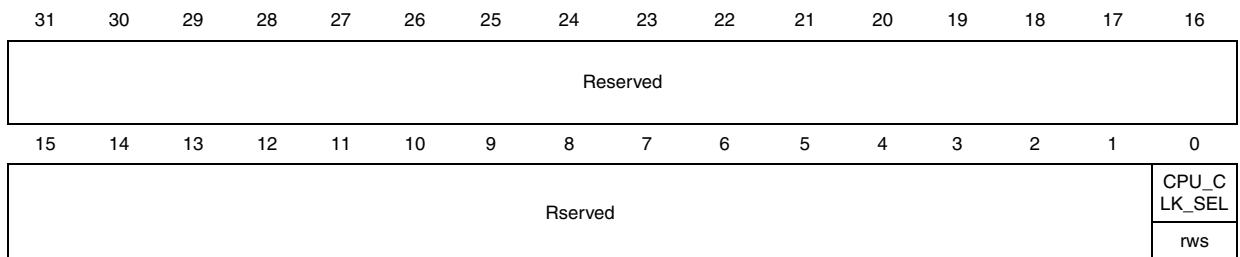 31 30 29 28 27 26 25 24 23 22 21 20 19 18 17 16
Reserved
15 14 13 12 11 10 9 8 7 6 5 4 3 2 1 0
Rserved
CPU_C
LK_SEL
rws